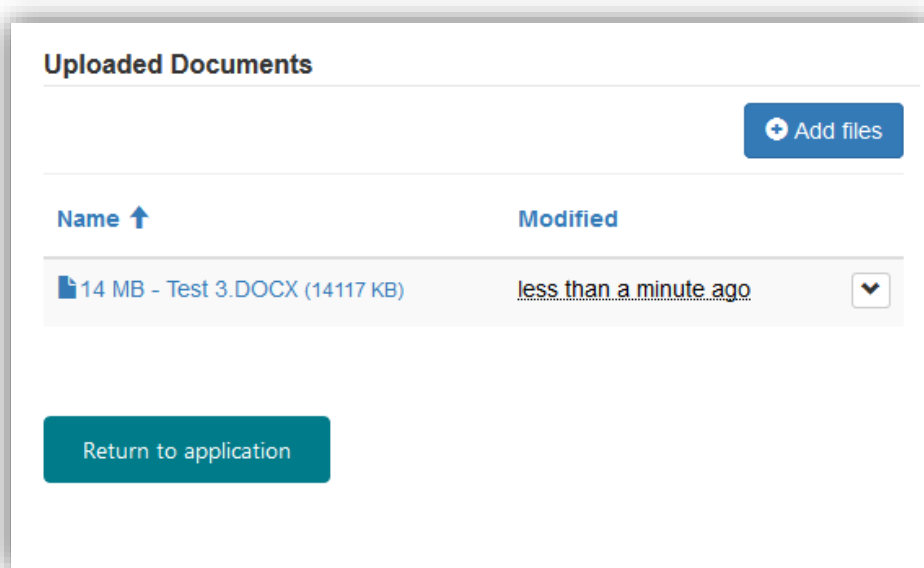 Uploaded Documents
Add files
Name Modified
14 MB - Test 3.DOCX (14117 KB) less than a minute ago
Return to application